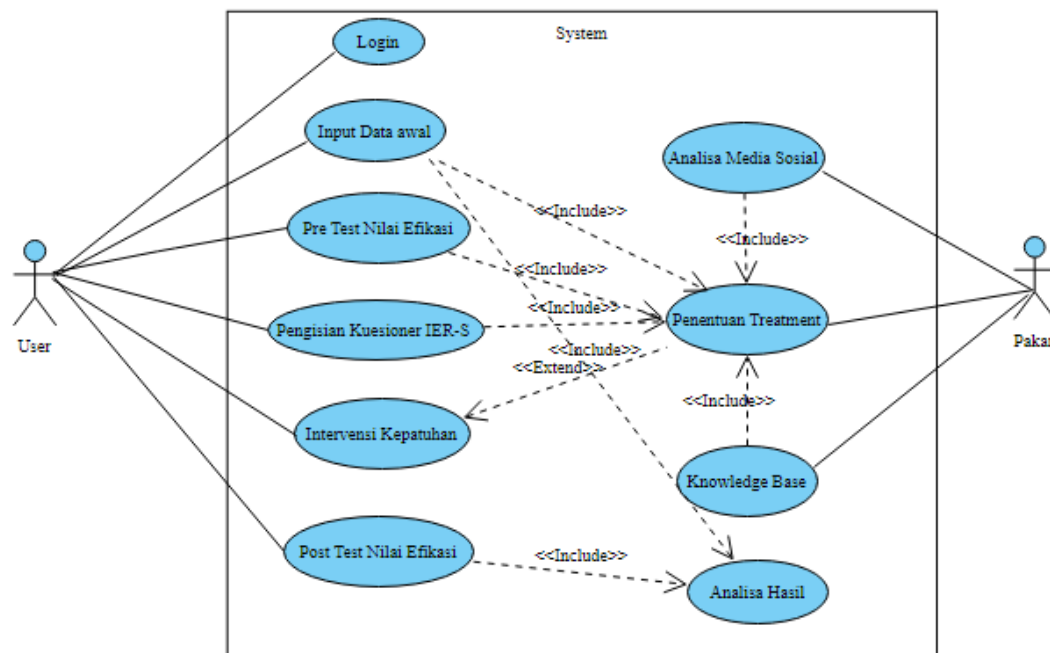 System
Login
Input Data awal
Analisa Media Sosial
<<Include>>
Pre Test Nilai Efikasi
<<Include>>
<<Include>>
Pengisian Kuesioner IER-S
<<Include>>
Penentuan Treatment
User
Pakar
<<Include>>
<<Extend>>
<<Include>>
Intervensi Kepatuhan
Knowledge Base
Post Test Nilai Efikasi
<<Include>>
Analisa Hasil